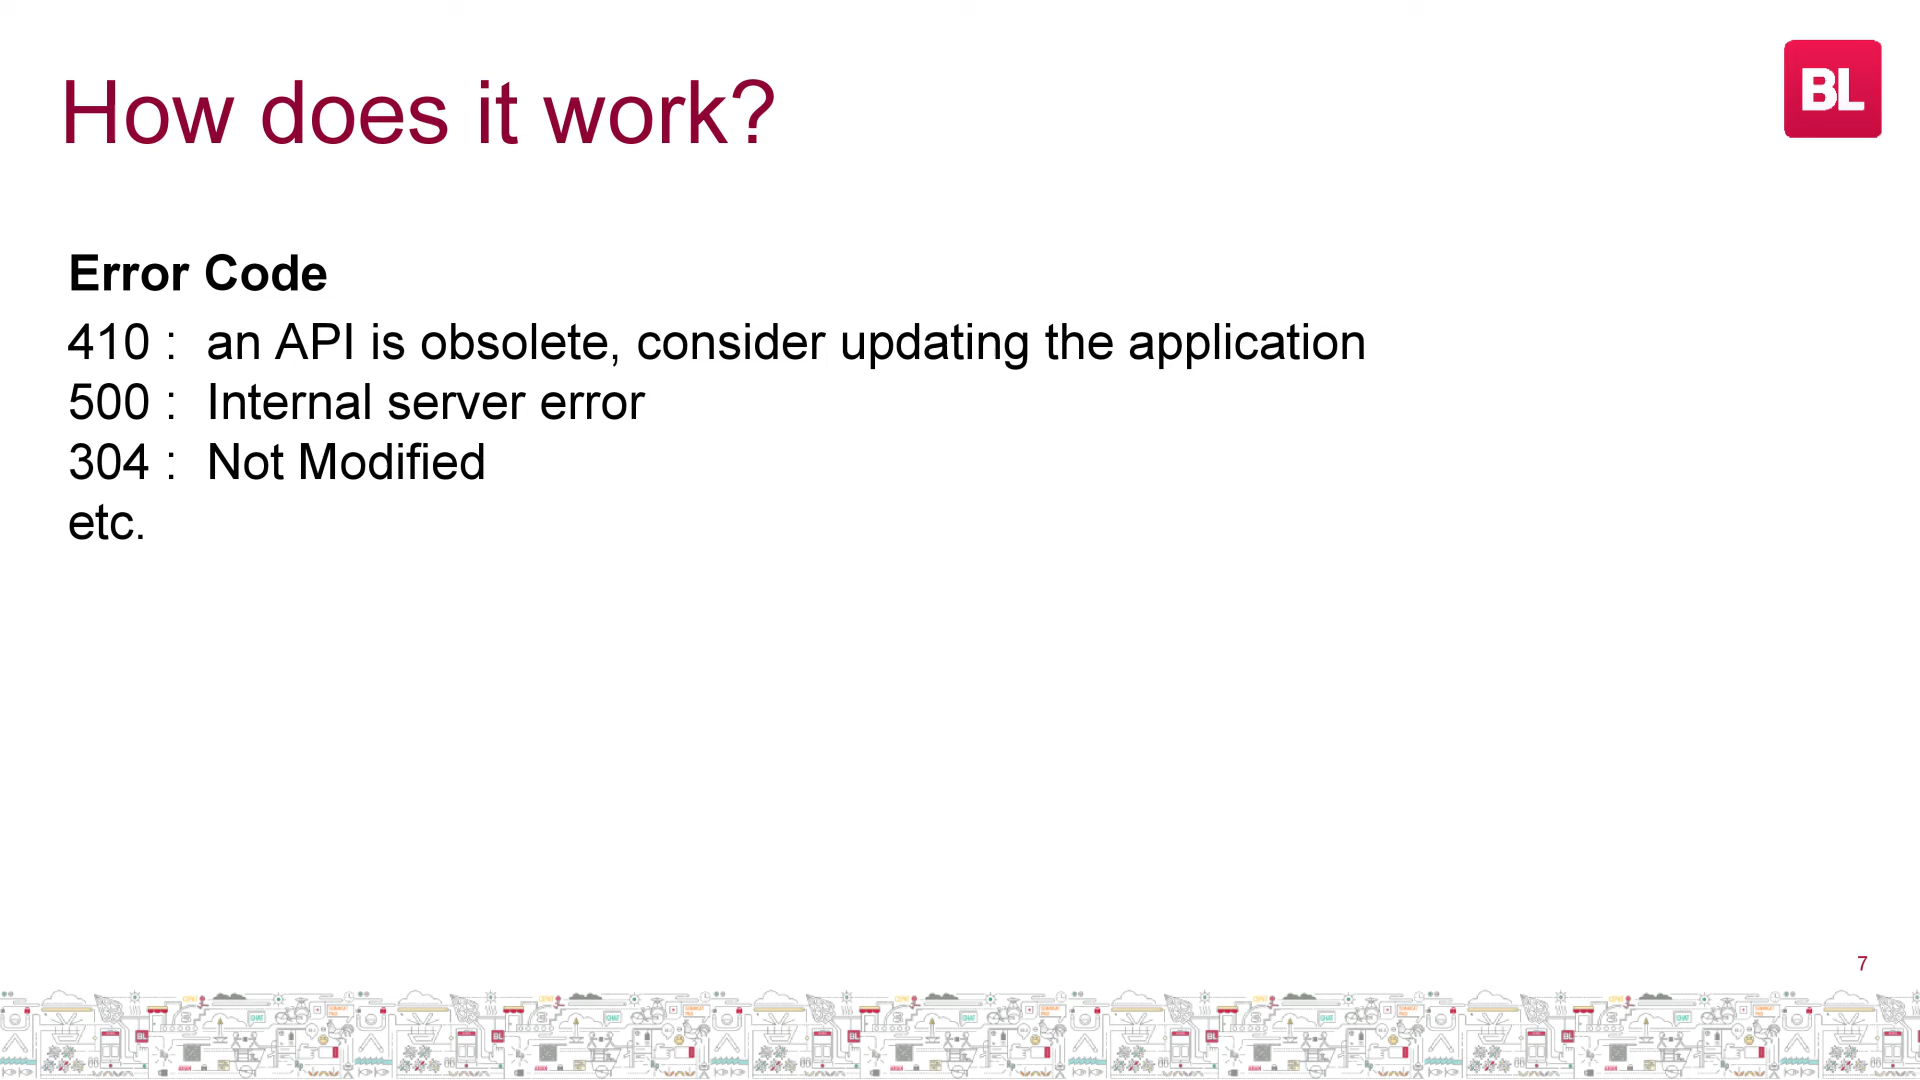 How does it work?
BL
Error Code
410 : an API is obsolete, consider updating the application
500 : Internal server error
304 : Not Modified
etc.
7